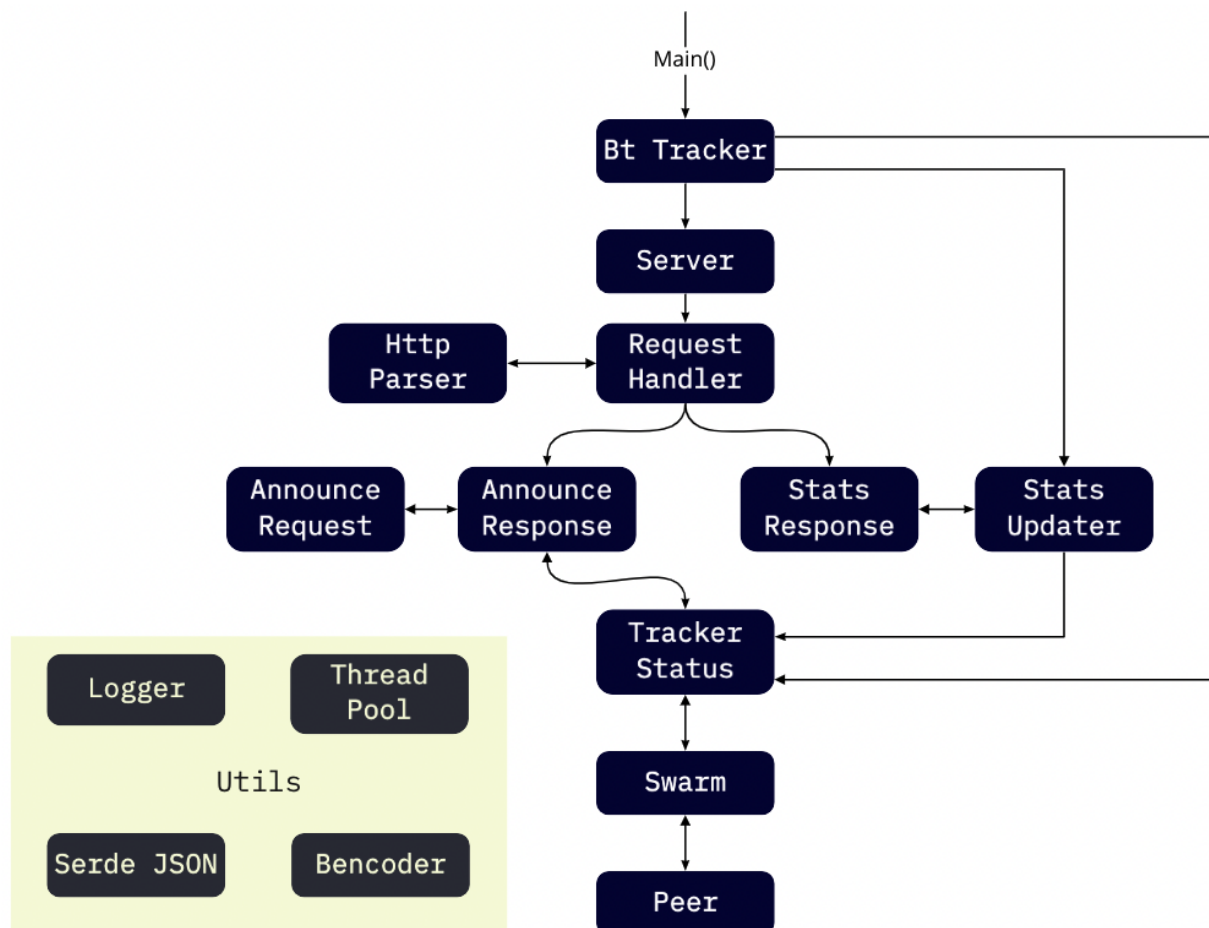 Main()
Bt Tracker
Server
Http
Parser
Request
Handler
Announce
Request
Announce
Response
Stats
Response
Stats
Updater
Tracker
Status
Logger
Thread
Pool
Utils
Swarm
Serde JSON
Bencoder
Peer